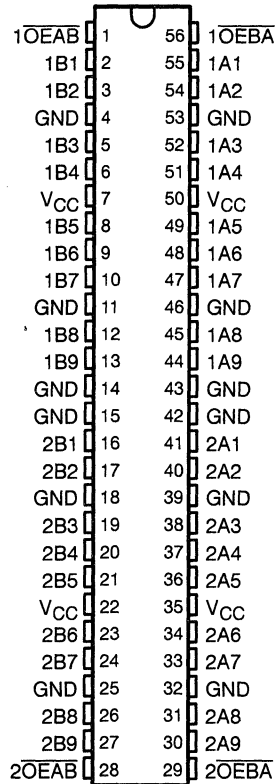 1OEAB 1 56 1OEBA
1B1 2 55 1A1
1B2 3 54 1A2
GND 4 53 GND
1B3 5 52 1A3
1B4 6 51 1A4
VCC 7 50 VCC
1B5 8 49 1A5
1B6 9 48 1A6
1B7 10 47 1A7
GND 11 46 GND
1B8 12 45 1A8
1B9 13 44 1A9
GND 14 43 GND
GND 15 42 GND
2B1 16 41 2A1
2B2 17 40 2A2
GND 18 39 GND
2B3 19 38 2A3
2B4 20 37 2A4
2B5 21 36 2A5
VCC 22 35 VCC
2B6 23 34 2A6
2B7 24 33 2A7
GND 25 32 GND
2B8 26 31 2A8
2B9 27 30 2A9
2OEAB 28 29 2OEBA